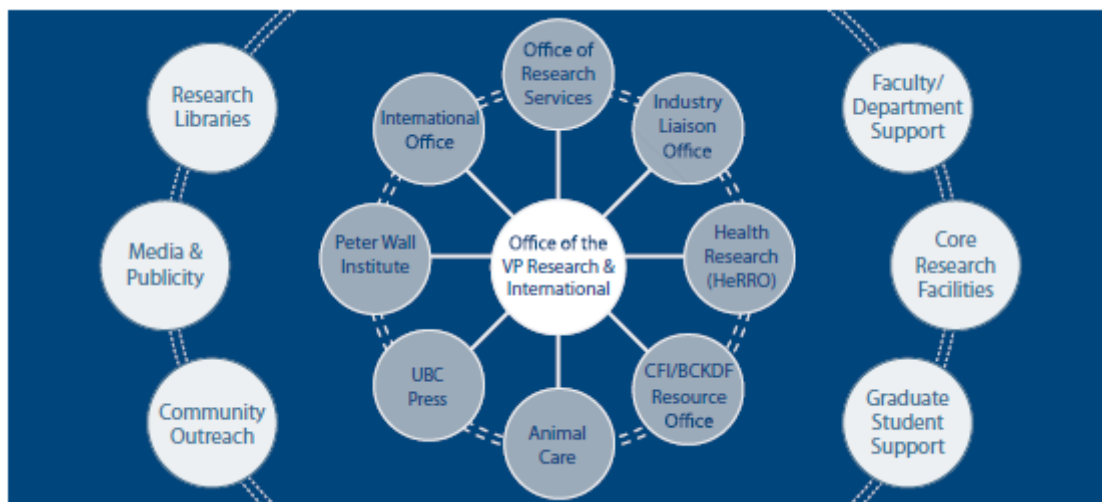 Office of
Research
Services
Research
Libraries
International
Office
Industry
Liaison
Office
Faculty/
Department
Support
Media &
Publicity
Peter Wall
Institute
Office of the
VP Research &
International
Health
Research
(HeRRO)
Core
Research
Facilities
UBC
Press
CFI/BCKDF
Resource
Office
Community
Outreach
Animal
Care
Graduate
Student
Support